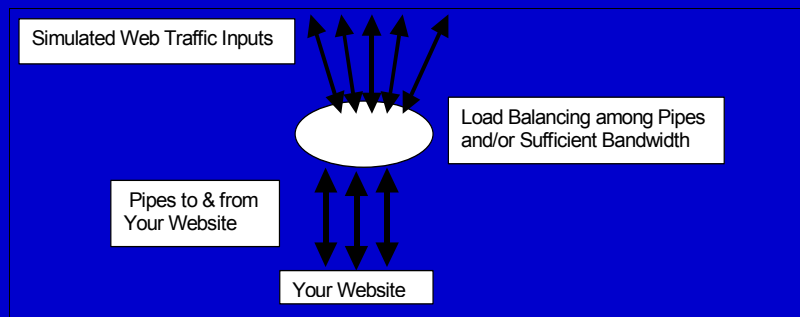 Simulated Web Traffic Inputs
Load Balancing among Pipes
and/or Sufficient Bandwidth
Pipes to & from
Your Website
Your Website